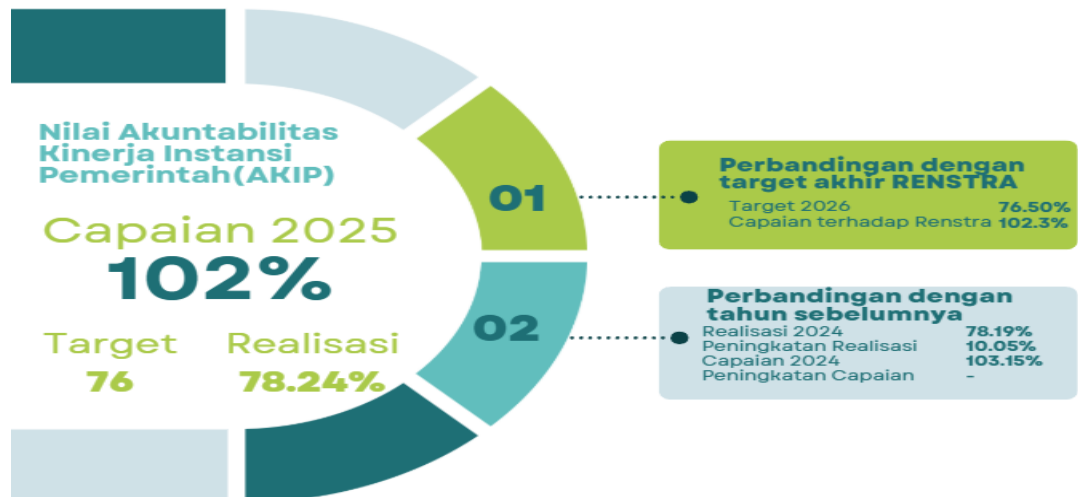 Nilai Akuntabilitas
Kinerja Instansi
Pemerintah(AKIP)
Capaian 2025
102%
Target Realisasi
76 78.24%
01
Perbandingan dengan
target akhir RENSTRA
Target 2026 76.50%
Capaian terhadap Renstra 102.3%
02
Perbandingan dengan
tahun sebelumnya
Realisasi 2024 78.19%
Peningkatan Realisasi 10.05%
Capaian 2024 103.15%
Peningkatan Capaian -